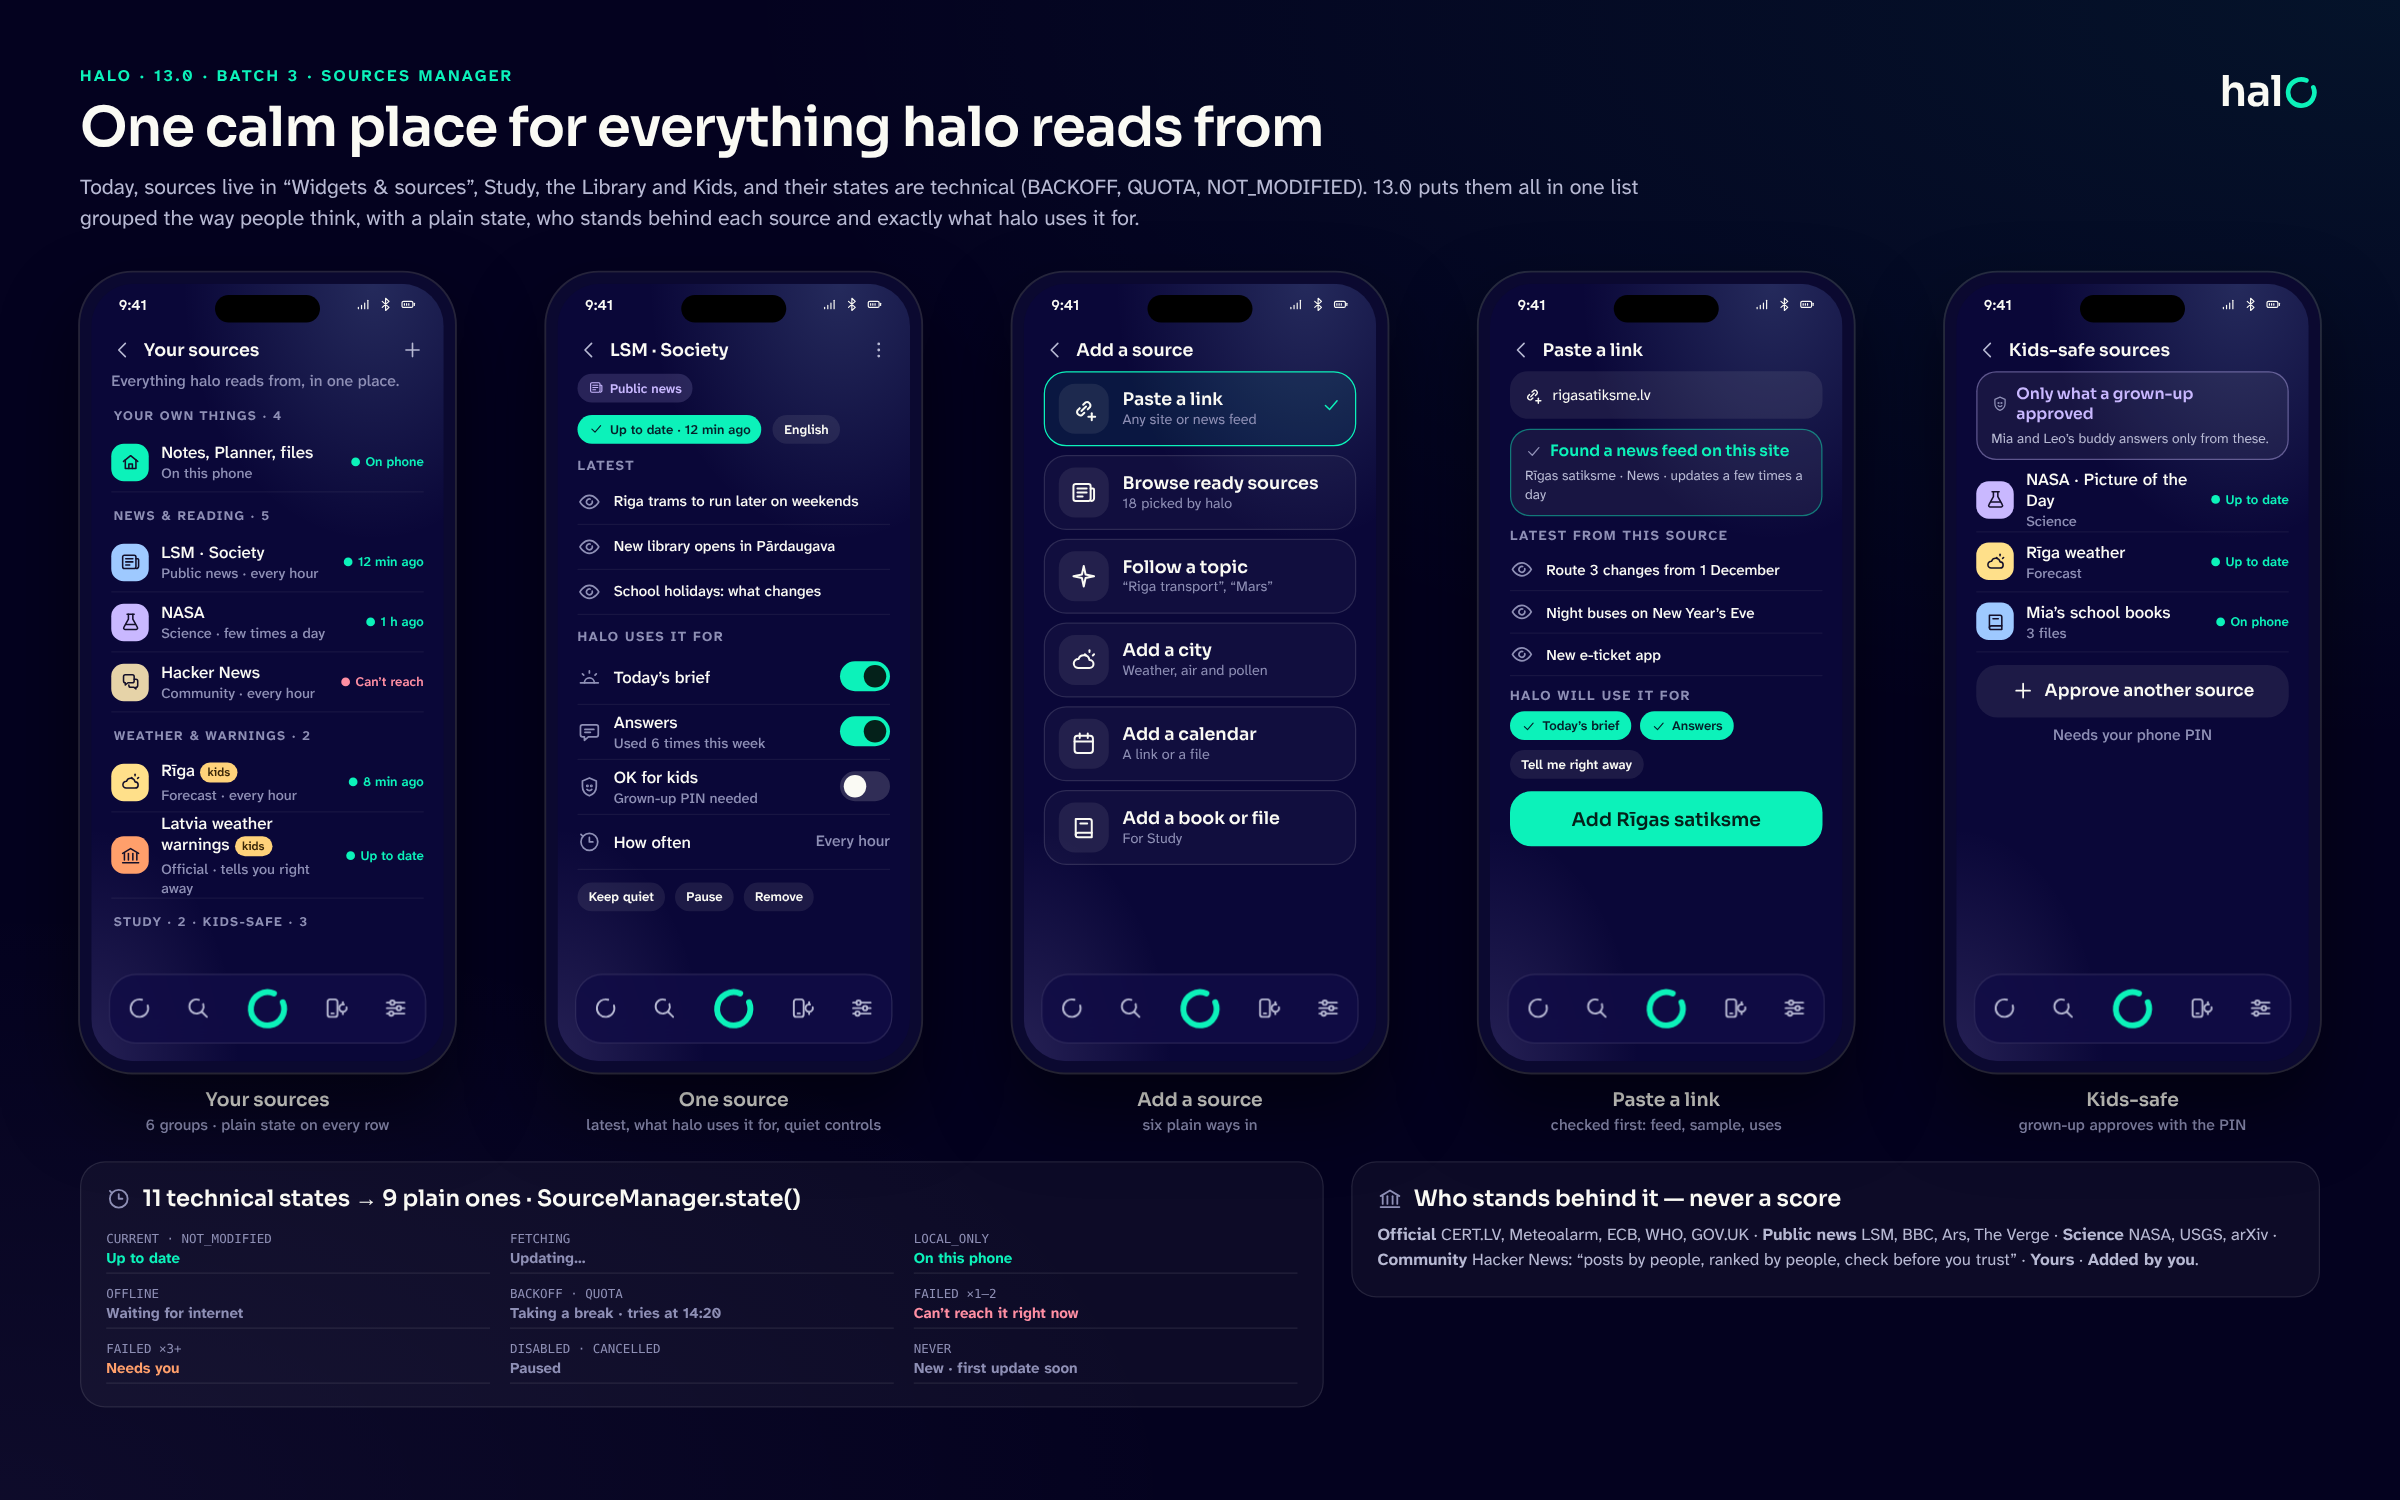 HALO · 13.0 · BATCH 3 · SOURCES MANAGER
halo
One calm place for everything halo reads from
Today, sources live in “Widgets & sources”, Study, the Library and Kids, and their states are technical (BACKOFF, QUOTA, NOT_MODIFIED). 13.0 puts them all in one list
grouped the way people think, with a plain state, who stands behind each source and exactly what halo uses it for.
9:41
Your sources
Everything halo reads from, in one place.
YOUR OWN THINGS · 4
Notes, Planner, files
On this phone
On phone
NEWS & READING · 5
LSM · Society
Public news · every hour
12 min ago
NASA
Science · few times a day
1 h ago
Hacker News
Community · every hour
Can’t reach
WEATHER & WARNINGS · 2
Rīga kids
Forecast · every hour
8 min ago
Latvia weather
warnings kids
Official · tells you right
away
Up to date
STUDY · 2 · KIDS-SAFE · 3
Your sources
6 groups · plain state on every row
9:41
LSM · Society
Public news
Up to date · 12 min ago
English
LATEST
Riga trams to run later on weekends
New library opens in Pārdaugava
School holidays: what changes
HALO USES IT FOR
Today’s brief
Answers
Used 6 times this week
OK for kids
Grown-up PIN needed
How often
Every hour
Keep quiet
Pause
Remove
One source
latest, what halo uses it for, quiet controls
9:41
Add a source
Paste a link
Any site or news feed
Browse ready sources
18 picked by halo
Follow a topic
“Riga transport”, “Mars”
Add a city
Weather, air and pollen
Add a calendar
A link or a file
Add a book or file
For Study
Add a source
six plain ways in
9:41
Paste a link
rigasatiksme.lv
Found a news feed on this site
Rīgas satiksme · News · updates a few times a
day
LATEST FROM THIS SOURCE
Route 3 changes from 1 December
Night buses on New Year’s Eve
New e-ticket app
HALO WILL USE IT FOR
Today’s brief
Answers
Tell me right away
Add Rīgas satiksme
Paste a link
checked first: feed, sample, uses
9:41
Kids-safe sources
Only what a grown-up
approved
Mia and Leo’s buddy answers only from these.
NASA · Picture of the
Day
Science
Up to date
Rīga weather
Forecast
Up to date
Mia’s school books
3 files
On phone
Approve another source
Needs your phone PIN
Kids-safe
grown-up approves with the PIN
11 technical states → 9 plain ones · SourceManager.state()
CURRENT · NOT_MODIFIED
Up to date
FETCHING
Updating…
LOCAL_ONLY
On this phone
OFFLINE
Waiting for internet
BACKOFF · QUOTA
Taking a break · tries at 14:20
FAILED ×1–2
Can’t reach it right now
FAILED ×3+
Needs you
DISABLED · CANCELLED
Paused
NEVER
New · first update soon
Who stands behind it — never a score
Official CERT.LV, Meteoalarm, ECB, WHO, GOV.UK · Public news LSM, BBC, Ars, The Verge · Science NASA, USGS, arXiv ·
Community Hacker News: “posts by people, ranked by people, check before you trust” · Yours · Added by you.